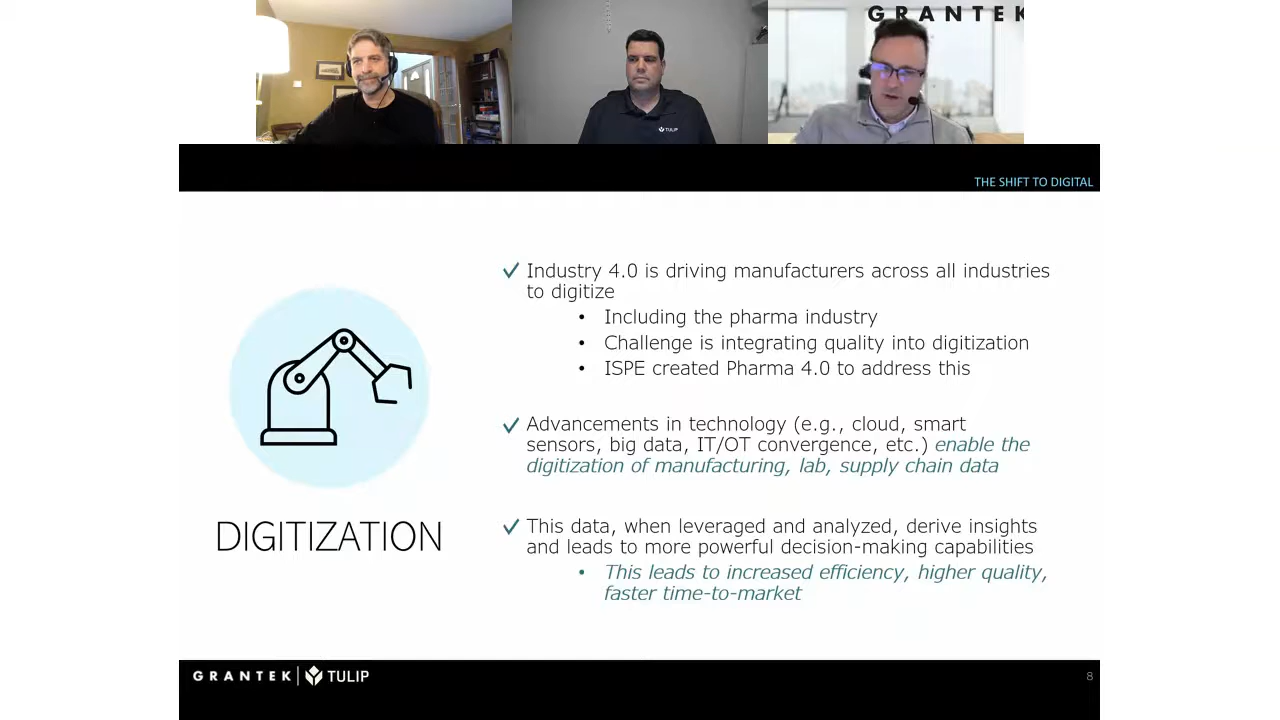 GRANTEK
TULIP
THE SHIFT TO DIGITAL
Industry 4.0 is driving manufacturers across all industries
to digitize
• Including the pharma industry
• Challenge is integrating quality into digitization
• ISPE created Pharma 4.0 to address this
Advancements in technology (e.g., cloud, smart
sensors, big data, IT/OT convergence, etc.) enable the
digitization of manufacturing, lab, supply chain data
DIGITIZATION
This data, when leveraged and analyzed, derive insights
and leads to more powerful decision-making capabilities
• This leads to increased efficiency, higher quality,
faster time-to-market
GRANTEK | TULIP
8